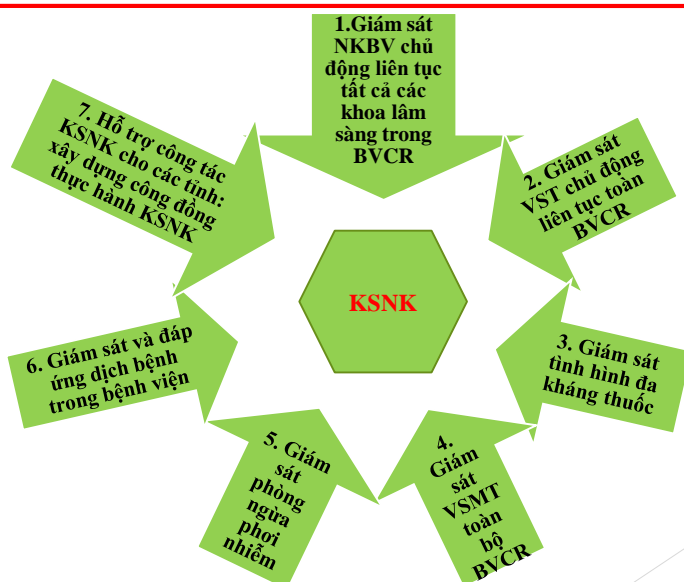 1.Giám sát
NKBV chủ
động liên tục
tất cả các
khoa lâm
sàng trong
BVCR
2. Giám sát
VST chủ động
liên tục toàn
BVCR
3. Giám sát
tình hình đa
kháng thuốc
4.
Giám
sát
VSMT
toàn
bộ
BVCR
5. Giám
sát
phòng
ngừa
phơi
nhiễm
6. Giám sát và đáp
ứng dịch bệnh
trong bệnh viện
7. Hỗ trợ công tác
KSNK cho các tỉnh:
xây dựng công đồng
thực hành KSNK
KSNK